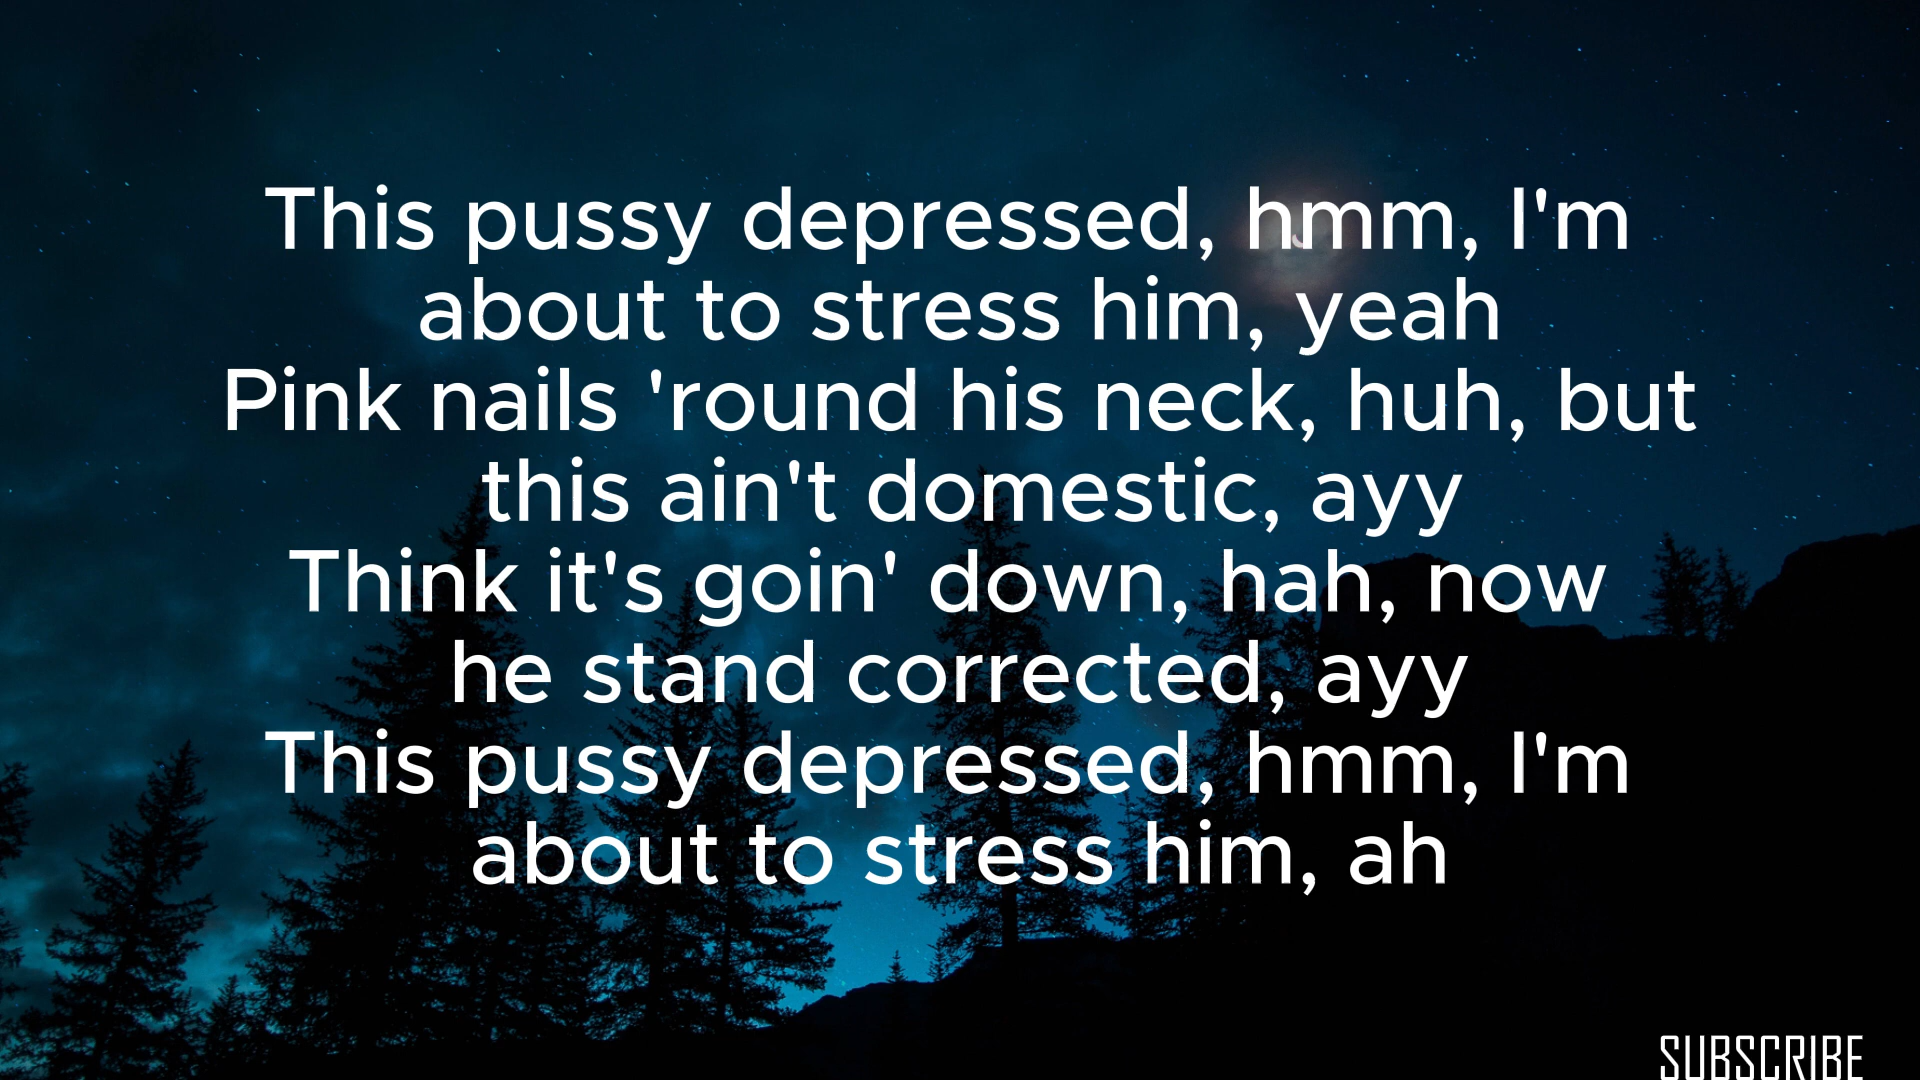 This pussy depressed, hmm, I'm
about to stress him, yeah
Pink nails 'round his neck, huh, but
this ain't domestic, ayy
Think it's goin' down, hah, now
he stand corrected, ayy
This pussy depressed, hmm, I'm
about to stress him, ah
SUBSCRIBE